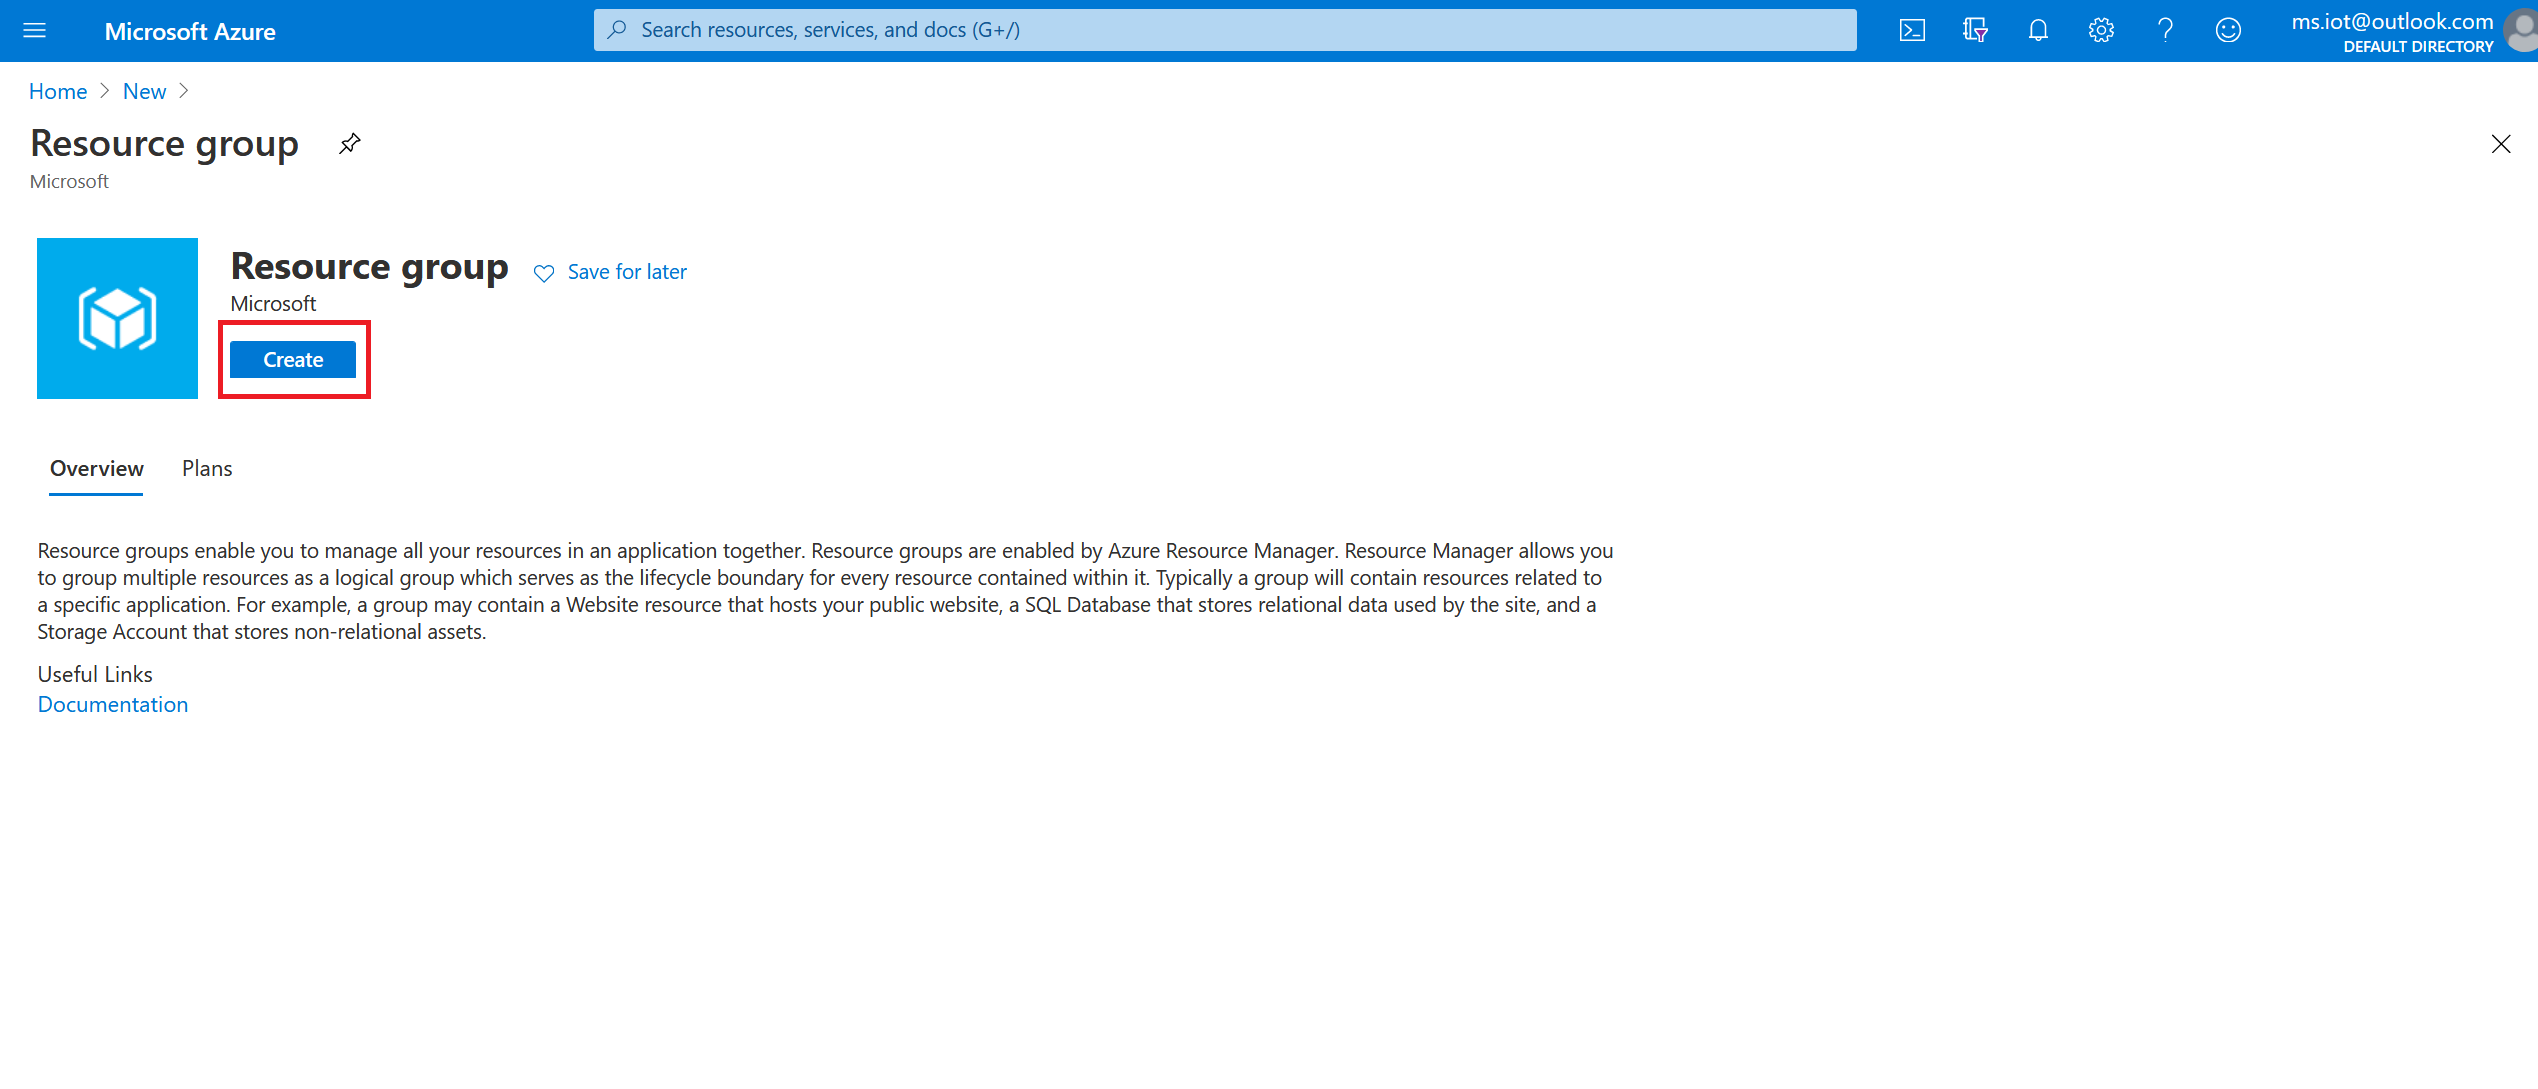 Microsoft Azure
Search resources, services, and docs (G+/)
ms.iot@outlook.com
DEFAULT DIRECTORY
Home > New >
Resource group
Microsoft
Resource group
Save for later
Microsoft
Create
Overview
Plans
Resource groups enable you to manage all your resources in an application together. Resource groups are enabled by Azure Resource Manager. Resource Manager allows you
to group multiple resources as a logical group which serves as the lifecycle boundary for every resource contained within it. Typically a group will contain resources related to
a specific application. For example, a group may contain a Website resource that hosts your public website, a SQL Database that stores relational data used by the site, and a
Storage Account that stores non-relational assets.
Useful Links
Documentation